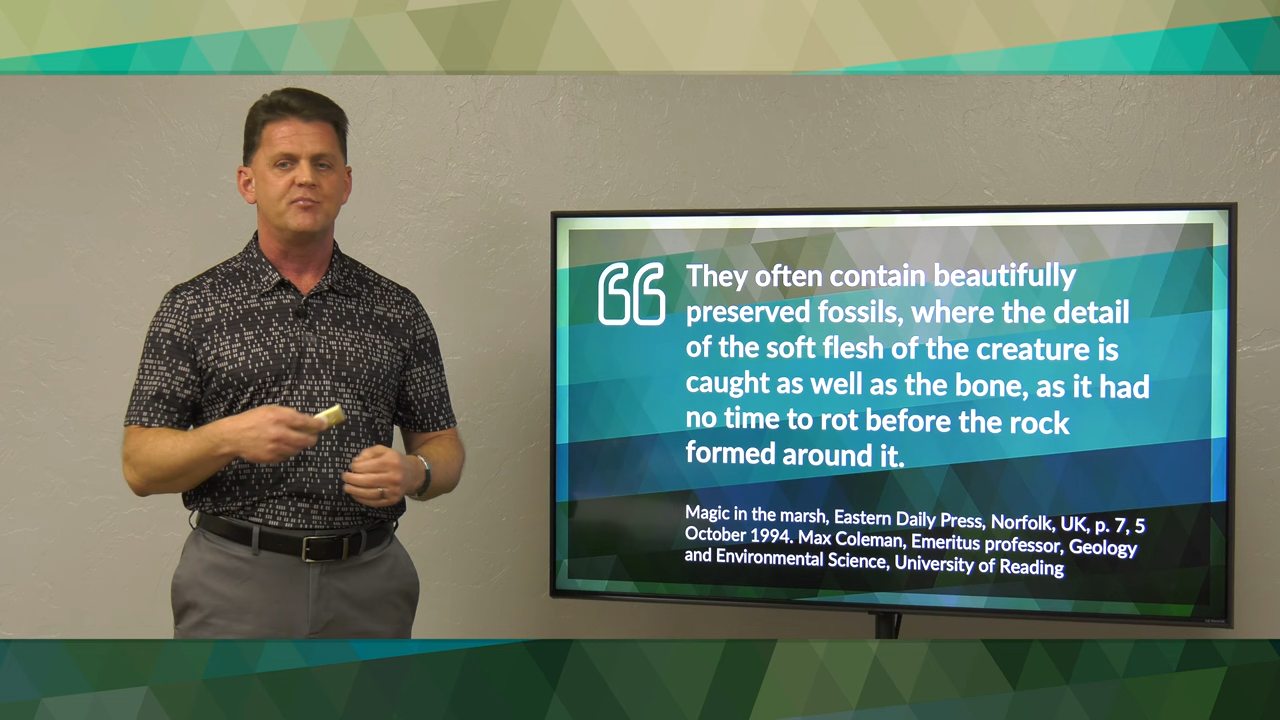 They often contain beautifully
preserved fossils, where the detail
of the soft flesh of the creature is
caught as well as the bone, as it had
no time to rot before the rock
formed around it.
Magic in the marsh, Eastern Daily Press, Norfolk, UK, p. 7, 5
October 1994. Max Coleman, Emeritus professor, Geology
and Environmental Science, University of Reading